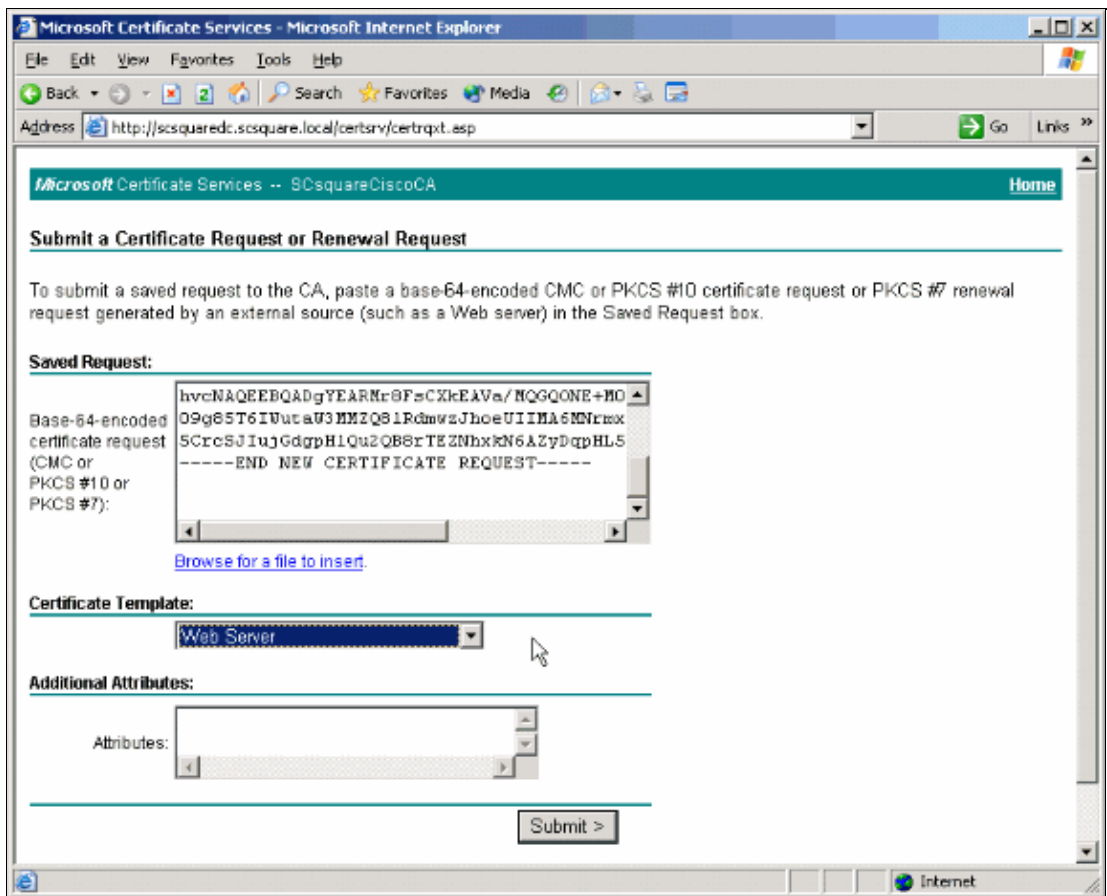 Microsoft Certificate Services - Microsoft Internet Explorer
File Edit View Favorites Tools Help
Back Search Favorites Media
Address http://scsquaredc.scsquare.local/certsrv/certrqxt.asp Go Links »
Microsoft Certificate Services -- SCsquareCiscoCA Home
Submit a Certificate Request or Renewal Request
To submit a saved request to the CA, paste a base-64-encoded CMC or PKCS #10 certificate request or PKCS #7 renewal
request generated by an external source (such as a Web server) in the Saved Request box.
Saved Request:
Base-64-encoded
certificate request
(CMC or
PKCS #10 or
PKCS #7):
-----END NEW CERTIFICATE REQUEST-----
Browse for a file to insert.
Certificate Template:
Web Server
Additional Attributes:
Attributes:
Submit >
Internet